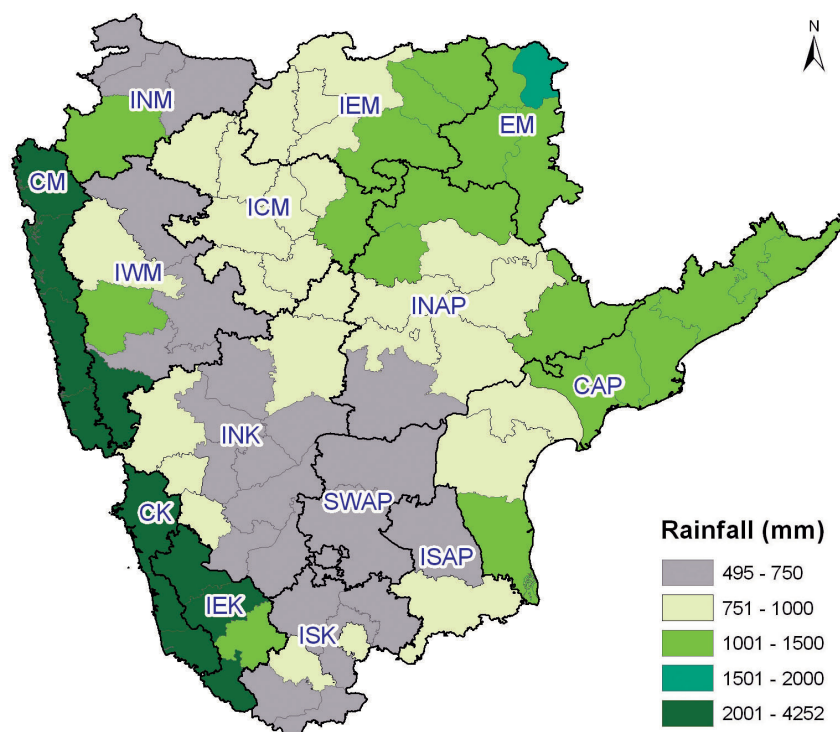 N
INM
IEM
EM
CM
ICM
IWM
INAP
CAP
INK
SWAP
CK
ISAP
IEK
ISK
Rainfall (mm)
495 - 750
751 - 1000
1001 - 1500
1501 - 2000
2001 - 4252